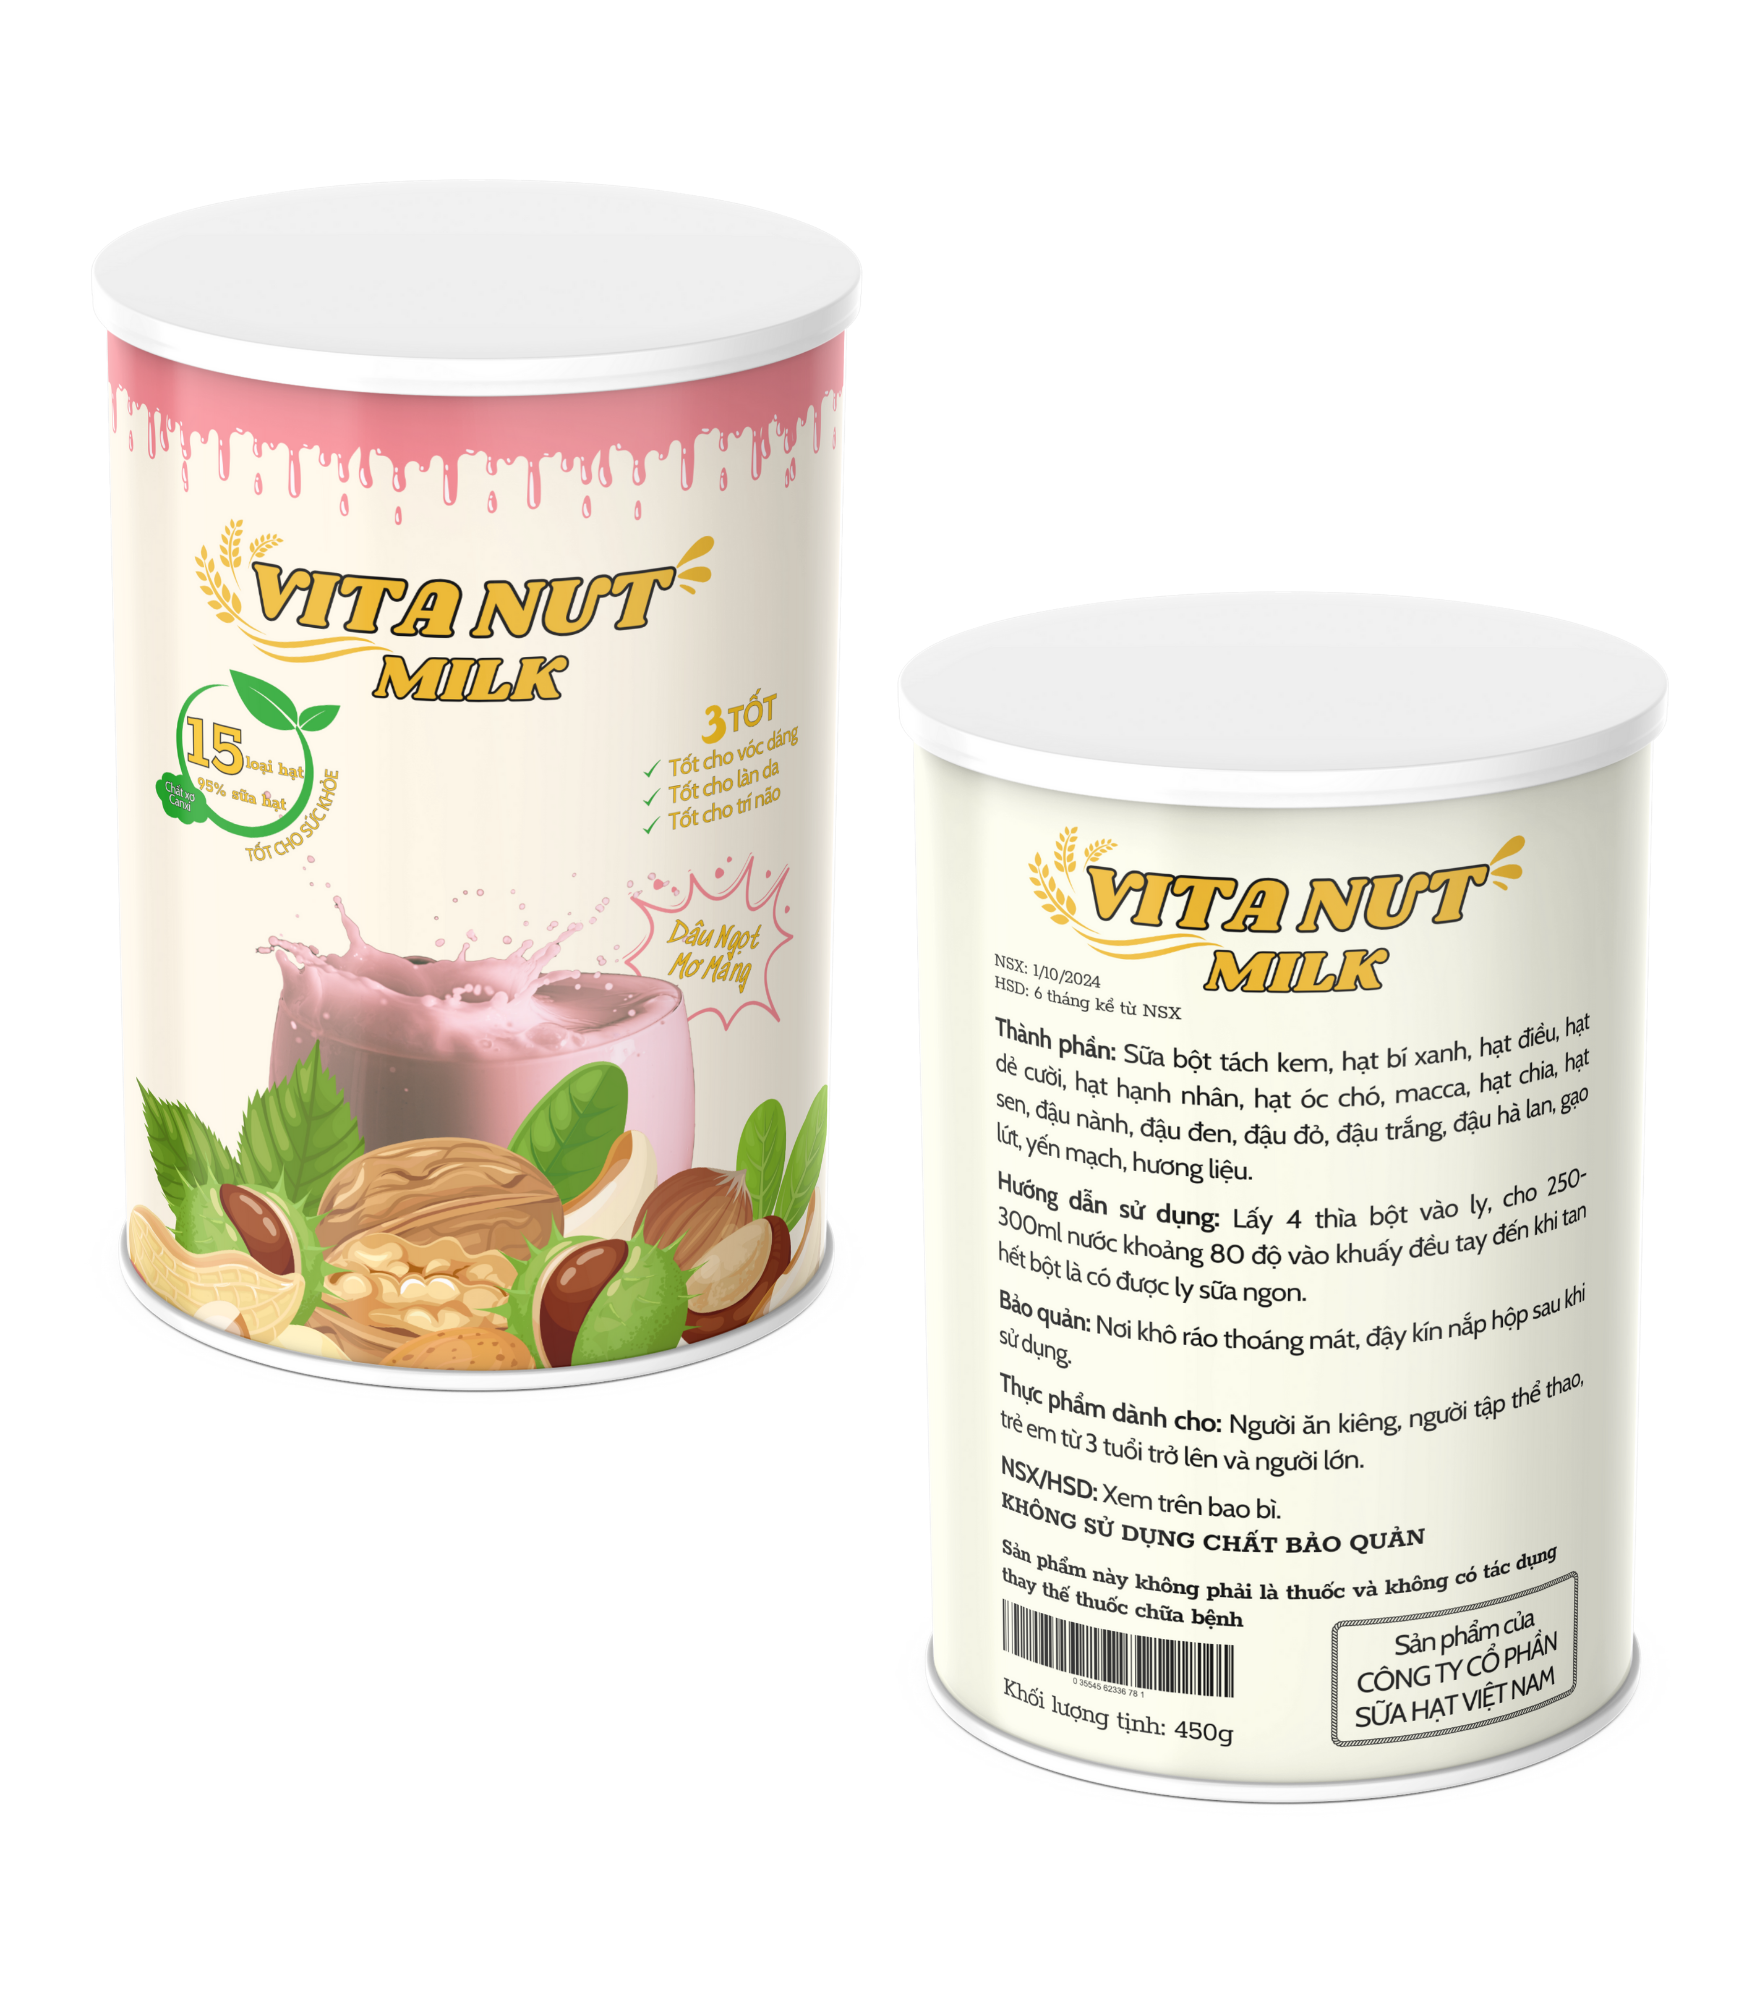 VITA NUT
MILK
15 loại hạt
95% sữa hạt
Chất xơ
Canxi
TỐT CHO SỨC KHỎE
3 TỐT
Tốt cho vóc dáng
Tốt cho làn da
Tốt cho trí não
Dâu Ngọt
Mơ Màng
VITA NUT
MILK
NSX: 1/10/2024
HSD: 6 tháng kể từ NSX
Thành phần: Sữa bột tách kem, hạt bí xanh, hạt điều, hạt
dẻ cười, hạt hạnh nhân, hạt óc chó, macca, hạt chia, hạt
sen, đậu nành, đậu đen, đậu đỏ, đậu trắng, đậu hà lan, gạo
lứt, yến mạch, hương liệu.
Hướng dẫn sử dụng: Lấy 4 thìa bột vào ly, cho 250-
300ml nước khoảng 80 độ vào khuấy đều tay đến khi tan
hết bột là có được ly sữa ngon.
Bảo quản: Nơi khô ráo thoáng mát, đậy kín nắp hộp sau khi
sử dụng.
Thực phẩm dành cho: Người ăn kiêng, người tập thể thao,
trẻ em từ 3 tuổi trở lên và người lớn.
NSX/HSD: Xem trên bao bì.
KHÔNG SỬ DỤNG CHẤT BẢO QUẢN
Sản phẩm này không phải là thuốc và không có tác dụng
thay thế thuốc chữa bệnh
0 35545 62336 78 1
Khối lượng tịnh: 450g
Sản phẩm của
CÔNG TY CỔ PHẦN
SỮA HẠT VIỆT NAM